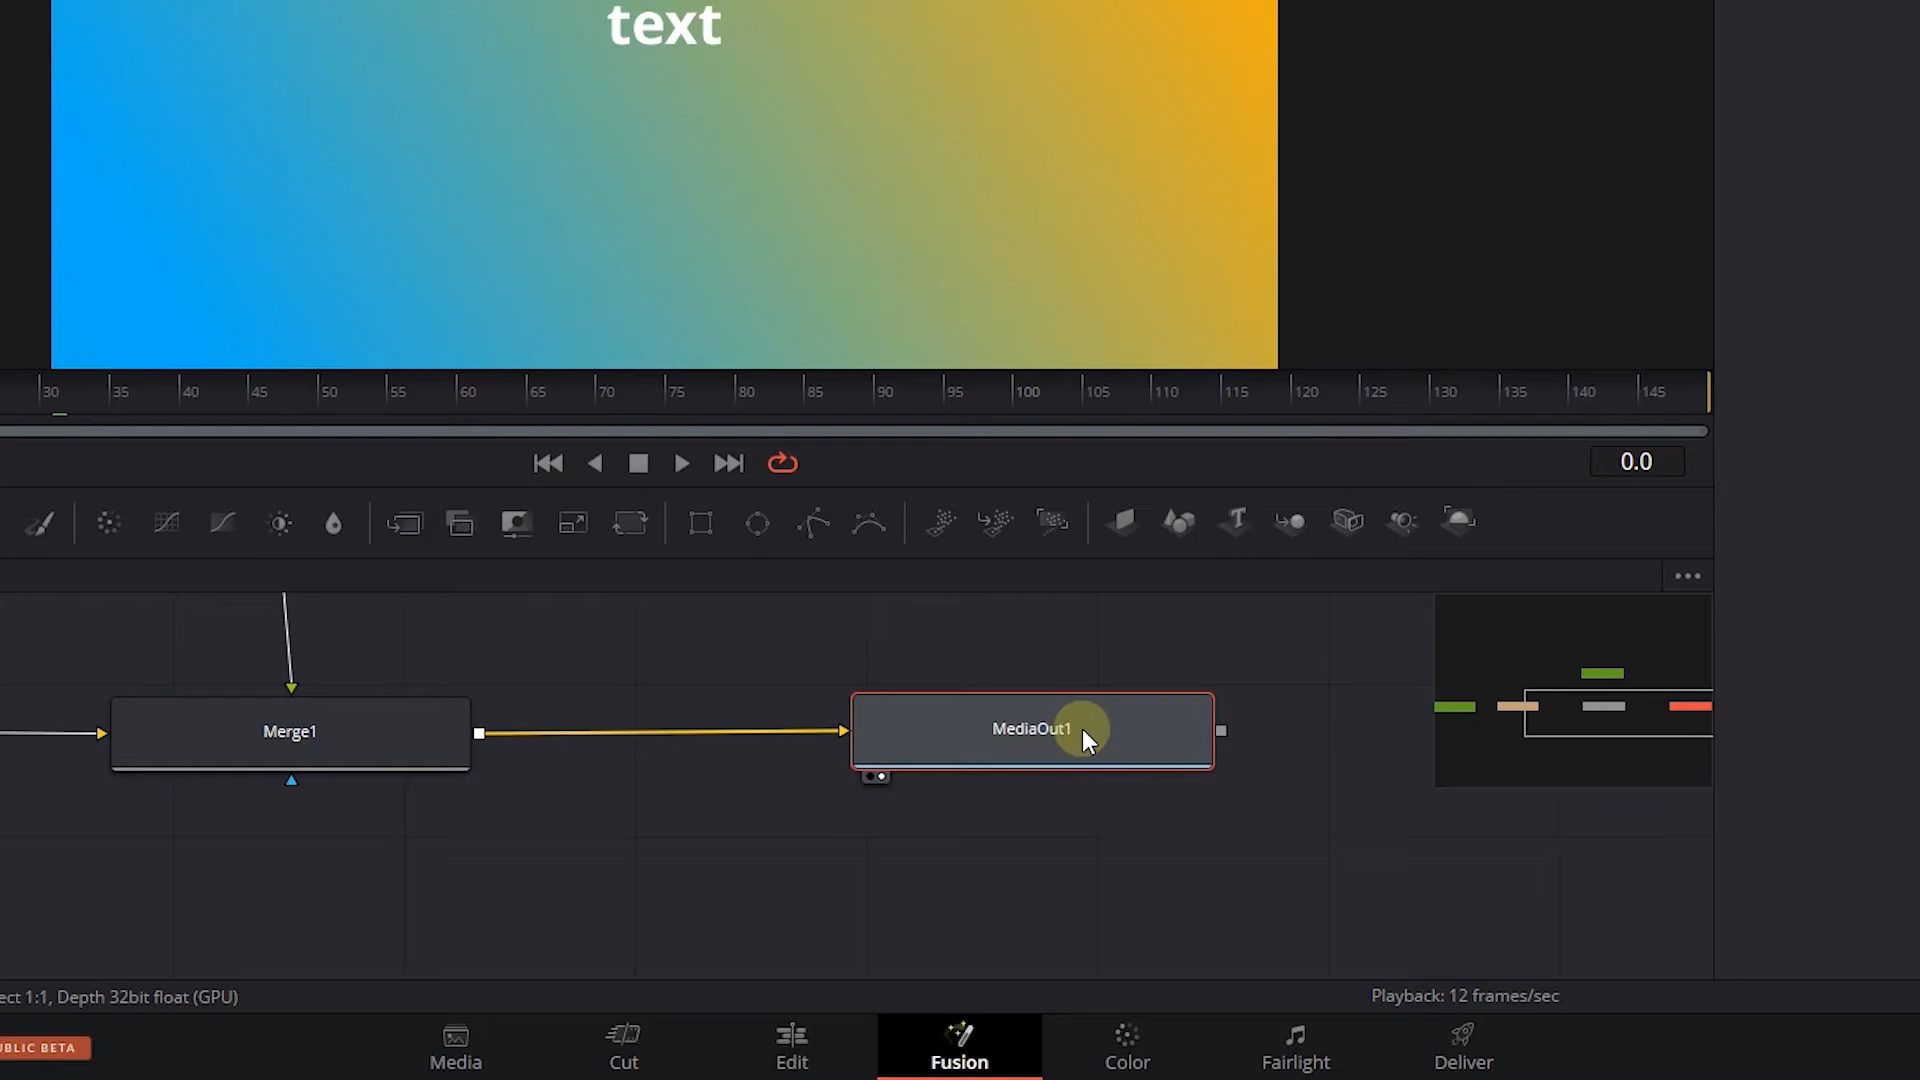 text
30 35 40 45 50 55 60 65 70 75 80 85 90 95 100 105 110 115 120 125 130 135 140 145
0.0
Merge1
MediaOut1
ect 1:1, Depth 32bit float (GPU)
Playback: 12 frames/sec
UBLIC BETA
Media
Cut
Edit
Fusion
Color
Fairlight
Deliver